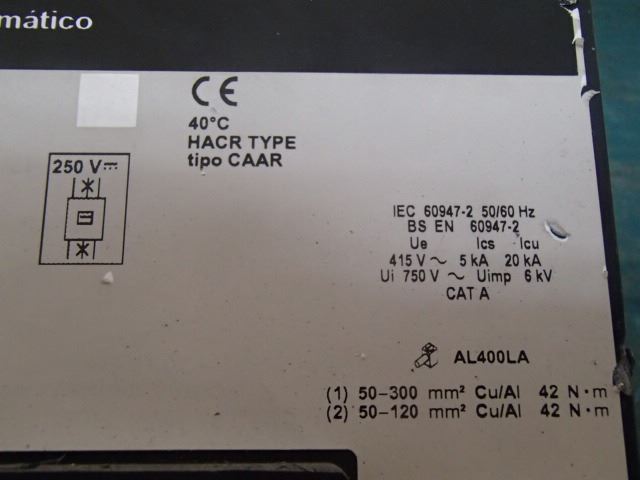 mático
CE
40°C
HACR TYPE
tipo CAAR
250 V⎓
IEC 60947-2 50/60 Hz
BS EN 60947-2
Ue Ics Icu
415 V ~ 5 kA 20 kA
Ui 750 V ~ Uimp 6 kV
CAT A
AL400LA
(1) 50-300 mm² Cu/Al 42 N·m
(2) 50-120 mm² Cu/Al 42 N·m